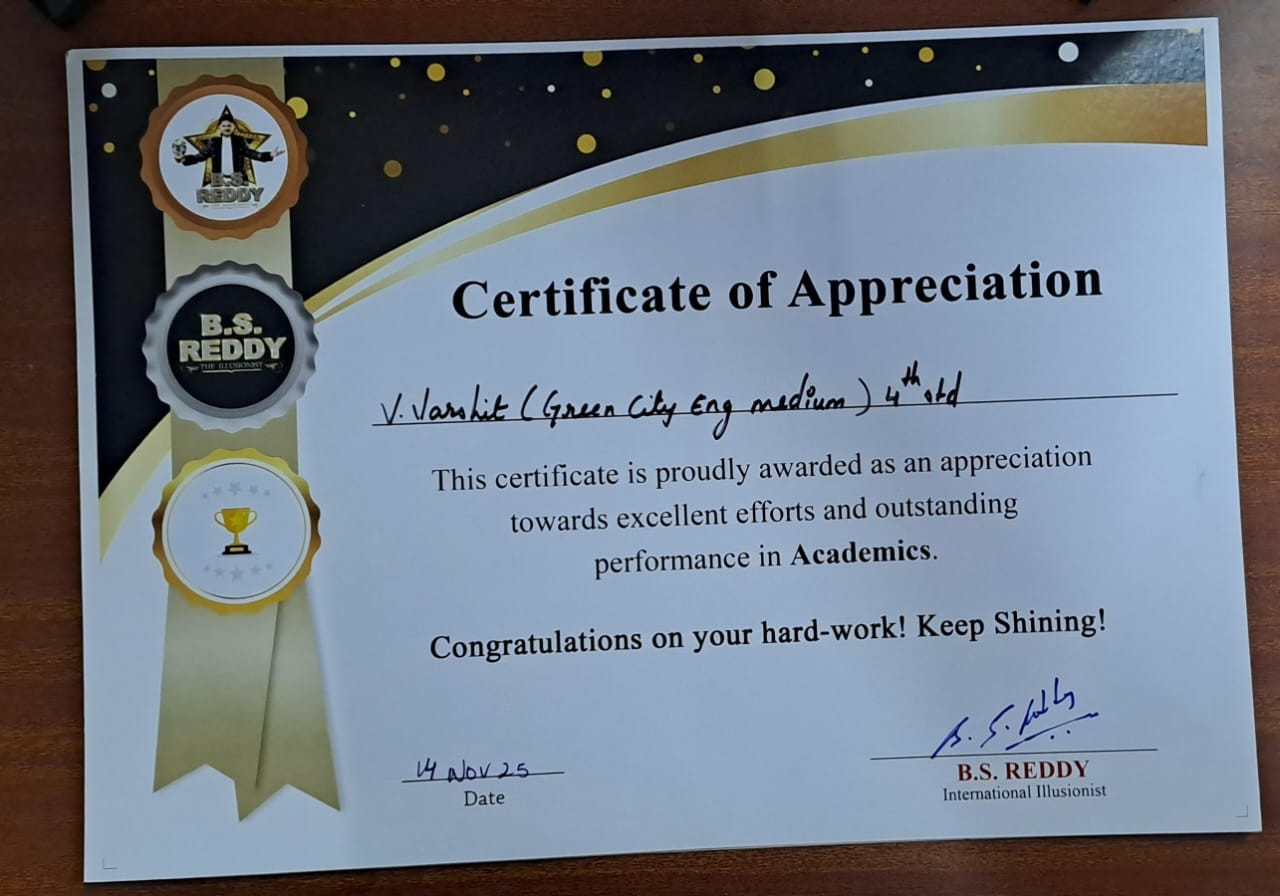 B.S.
REDDY
B.S.
REDDY
THE ILLUSIONIST
Certificate of Appreciation
V. Varshit (Green City Eng medium) 4th std
This certificate is proudly awarded as an appreciation
towards excellent efforts and outstanding
performance in Academics.
Congratulations on your hard-work! Keep Shining!
14 Nov 25
Date
B. S. Reddy
B.S. REDDY
International Illusionist